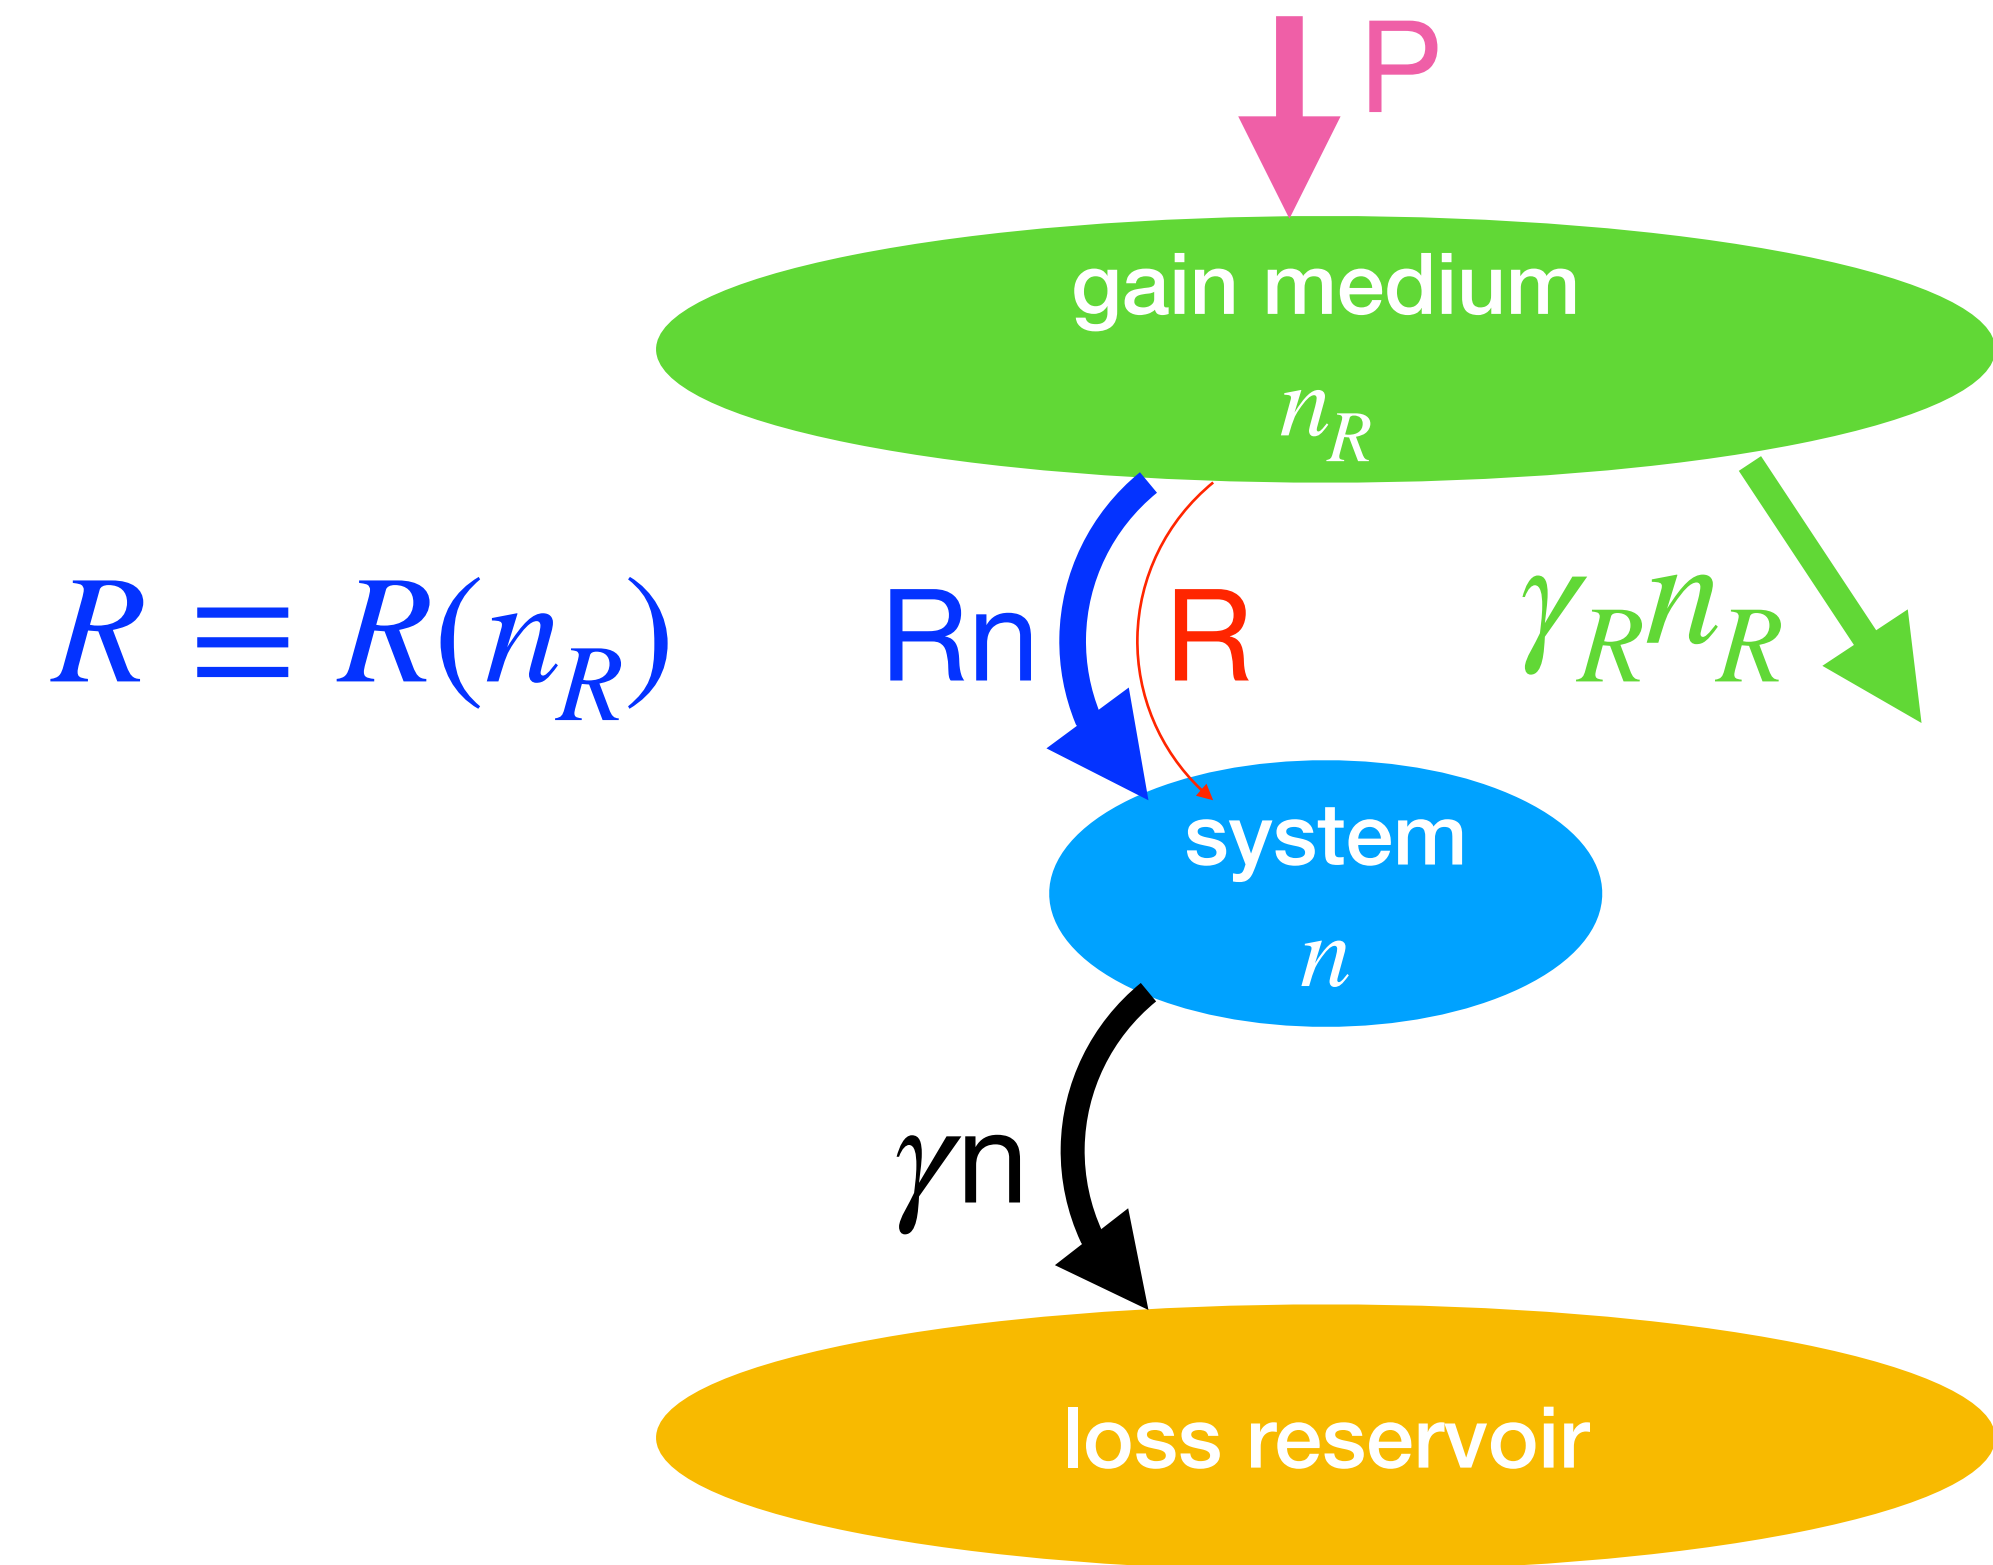 P
gain medium
n_R
R ≡ R(n_R)
Rn
R
γ_R n_R
system
n
γn
loss reservoir